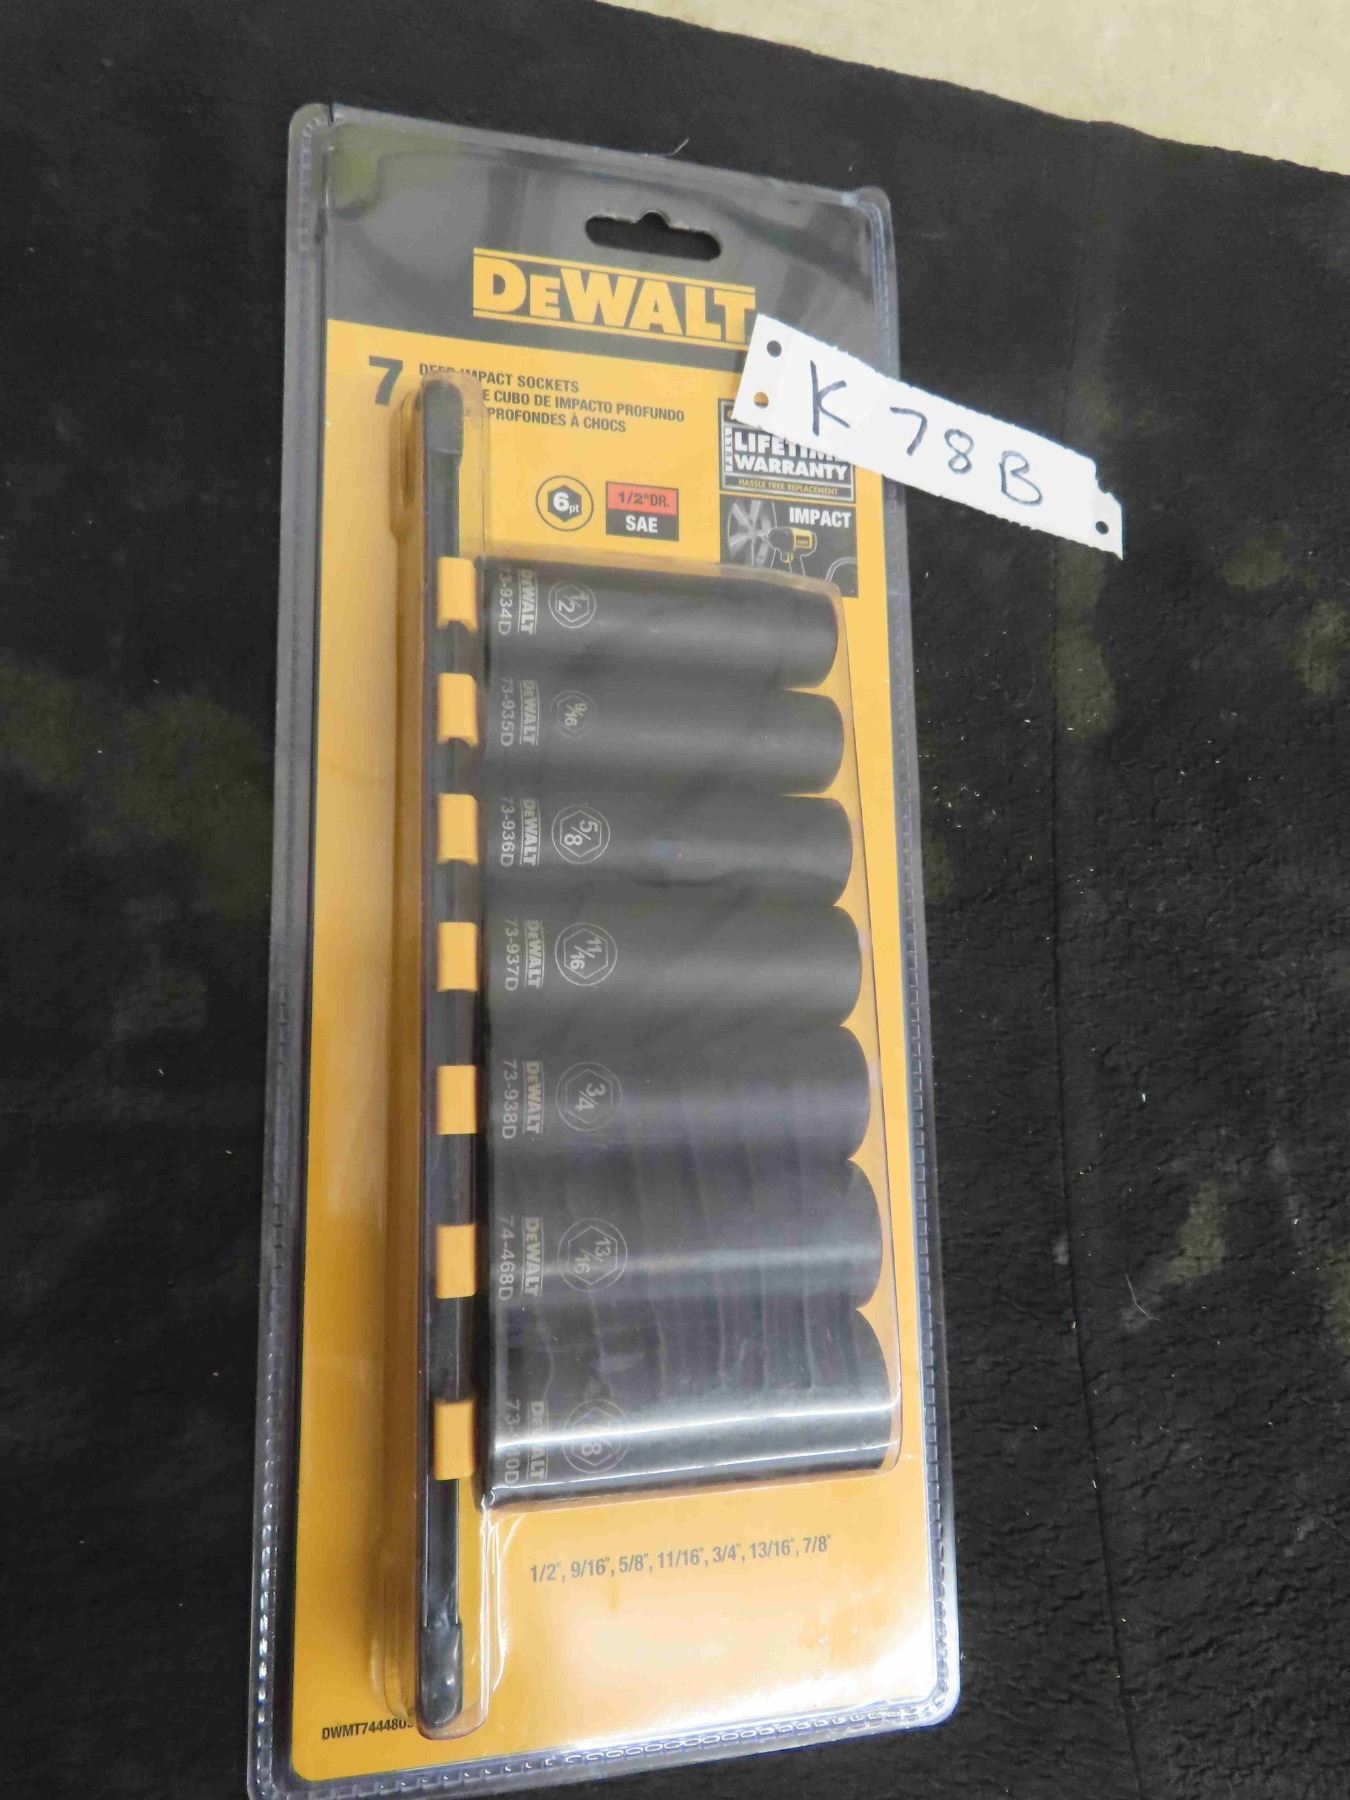 DEWALT
K 78B
7
IMPACT SOCKETS
CUBO DE IMPACTO PROFUNDO
PROFONDES À CHOCS
LIFETIME
WARRANTY
HASSLE FREE REPLACEMENT
6pt
1/2"DR.
SAE
IMPACT
1/2
DEWALT
73-934D
9/16
DEWALT
73-935D
5/8
DEWALT
73-936D
11/16
DEWALT
73-937D
3/4
DEWALT
73-938D
13/16
DEWALT
74-468D
DEWALT
1/2", 9/16", 5/8", 11/16", 3/4", 13/16", 7/8"